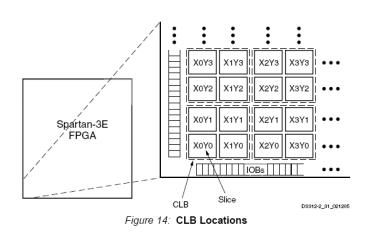 X0Y3 X1Y3 X2Y3 X3Y3
X0Y2 X1Y2 X2Y2 X3Y2
Spartan-3E
FPGA
X0Y1 X1Y1 X2Y1 X3Y1
X0Y0 X1Y0 X2Y0 X3Y0
IOBs
CLB Slice
DS312-2_31_021205
Figure 14: CLB Locations